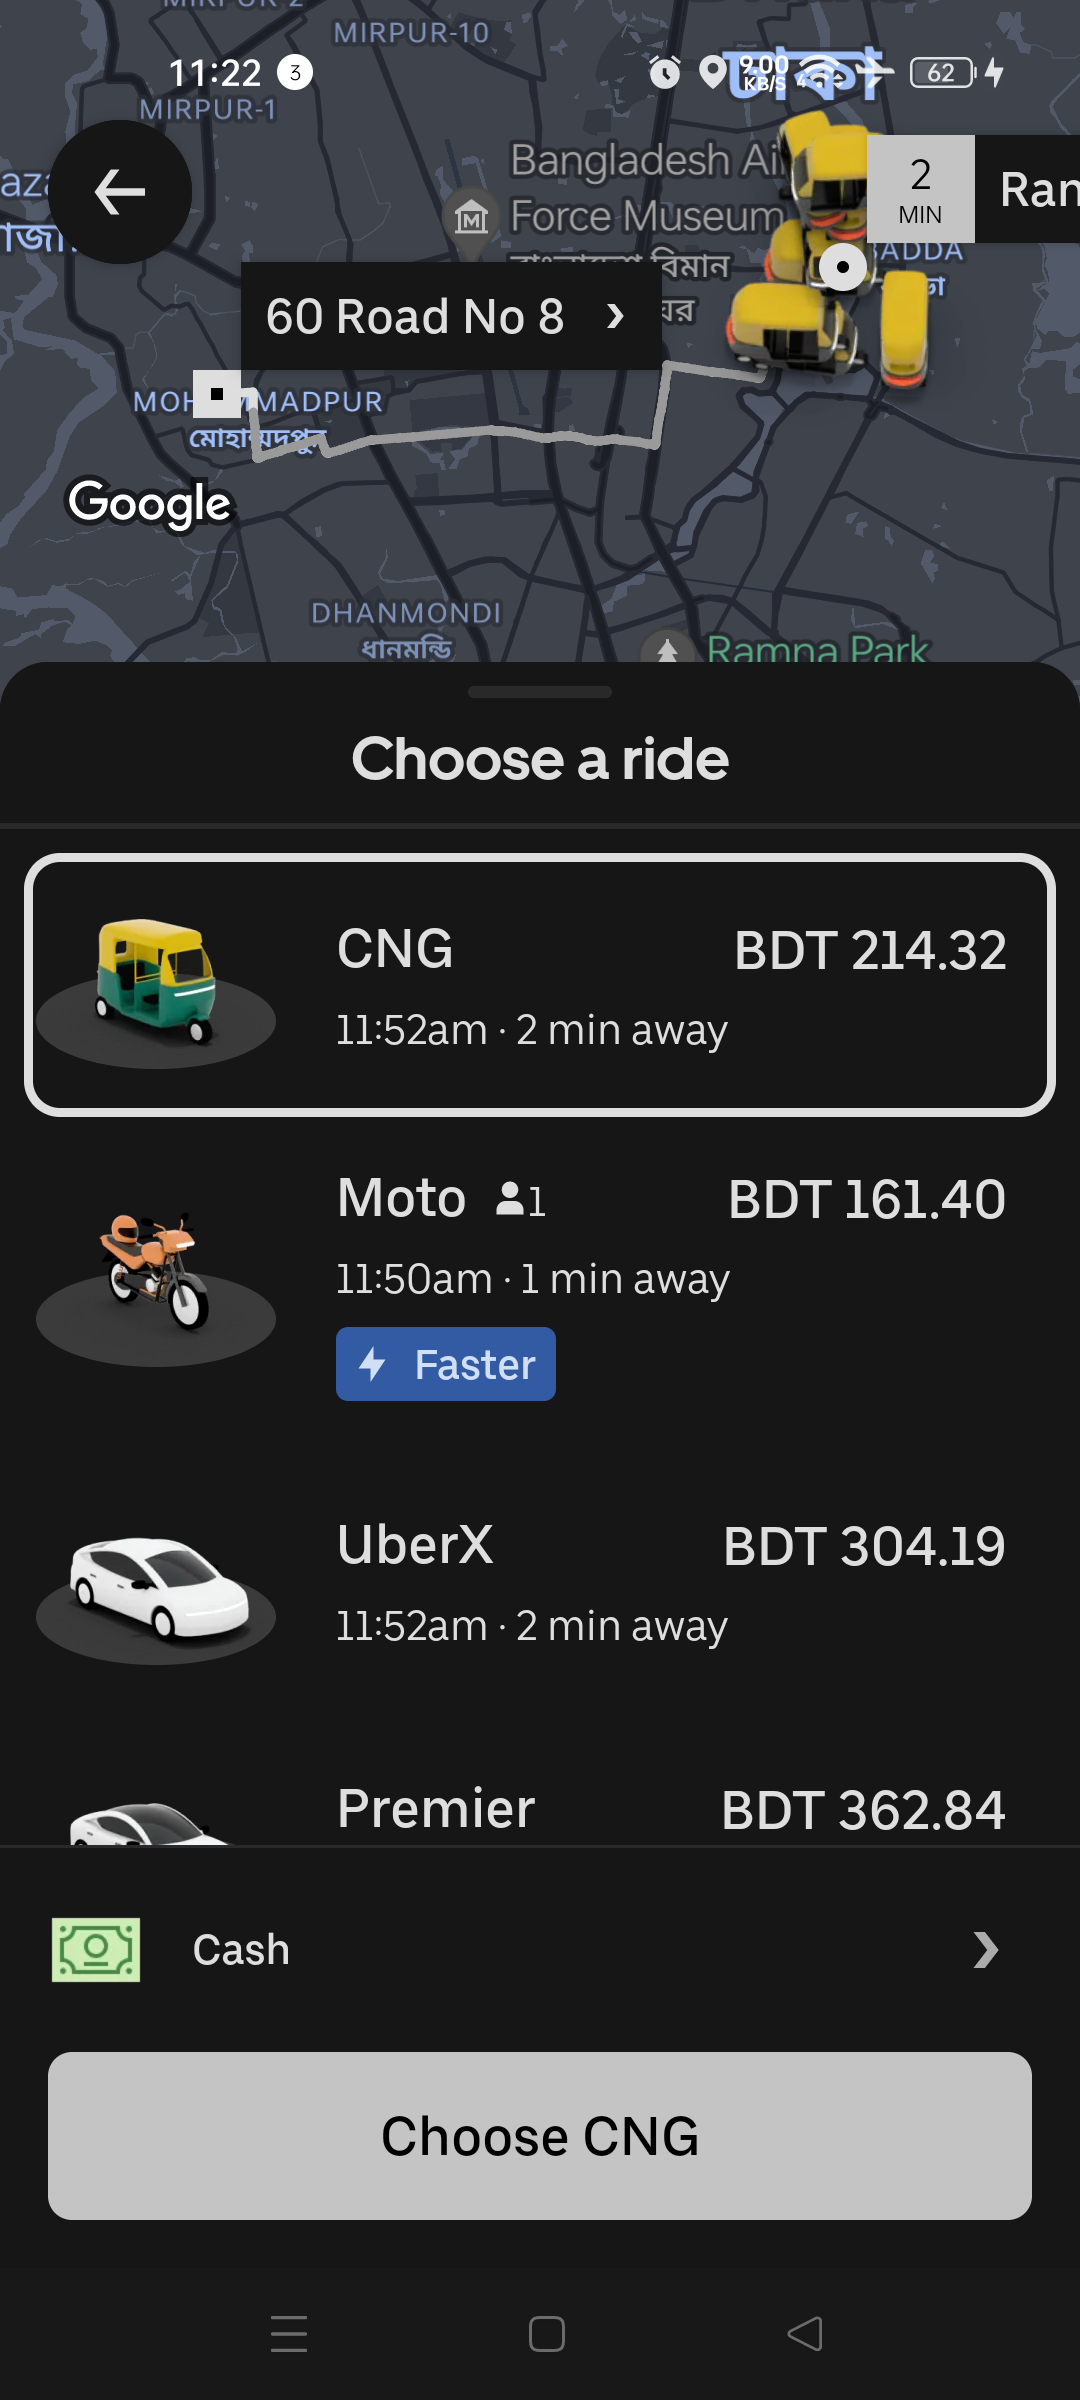 MIRPUR-2
MIRPUR-10
11:22 3
9.00
KB/S
62
ঢাকা
MIRPUR-1
Bangladesh Air
Force Museum
বাংলাদেশ বিমান
2
MIN
Ran
ADDA
60 Road No 8
MOHAMMADPUR
মোহাম্মদপুর
Google
DHANMONDI
ধানমন্ডি
Ramna Park
Choose a ride
CNG BDT 214.32
11:52am · 2 min away
Moto 1 BDT 161.40
11:50am · 1 min away
Faster
UberX BDT 304.19
11:52am · 2 min away
Premier BDT 362.84
Cash
Choose CNG